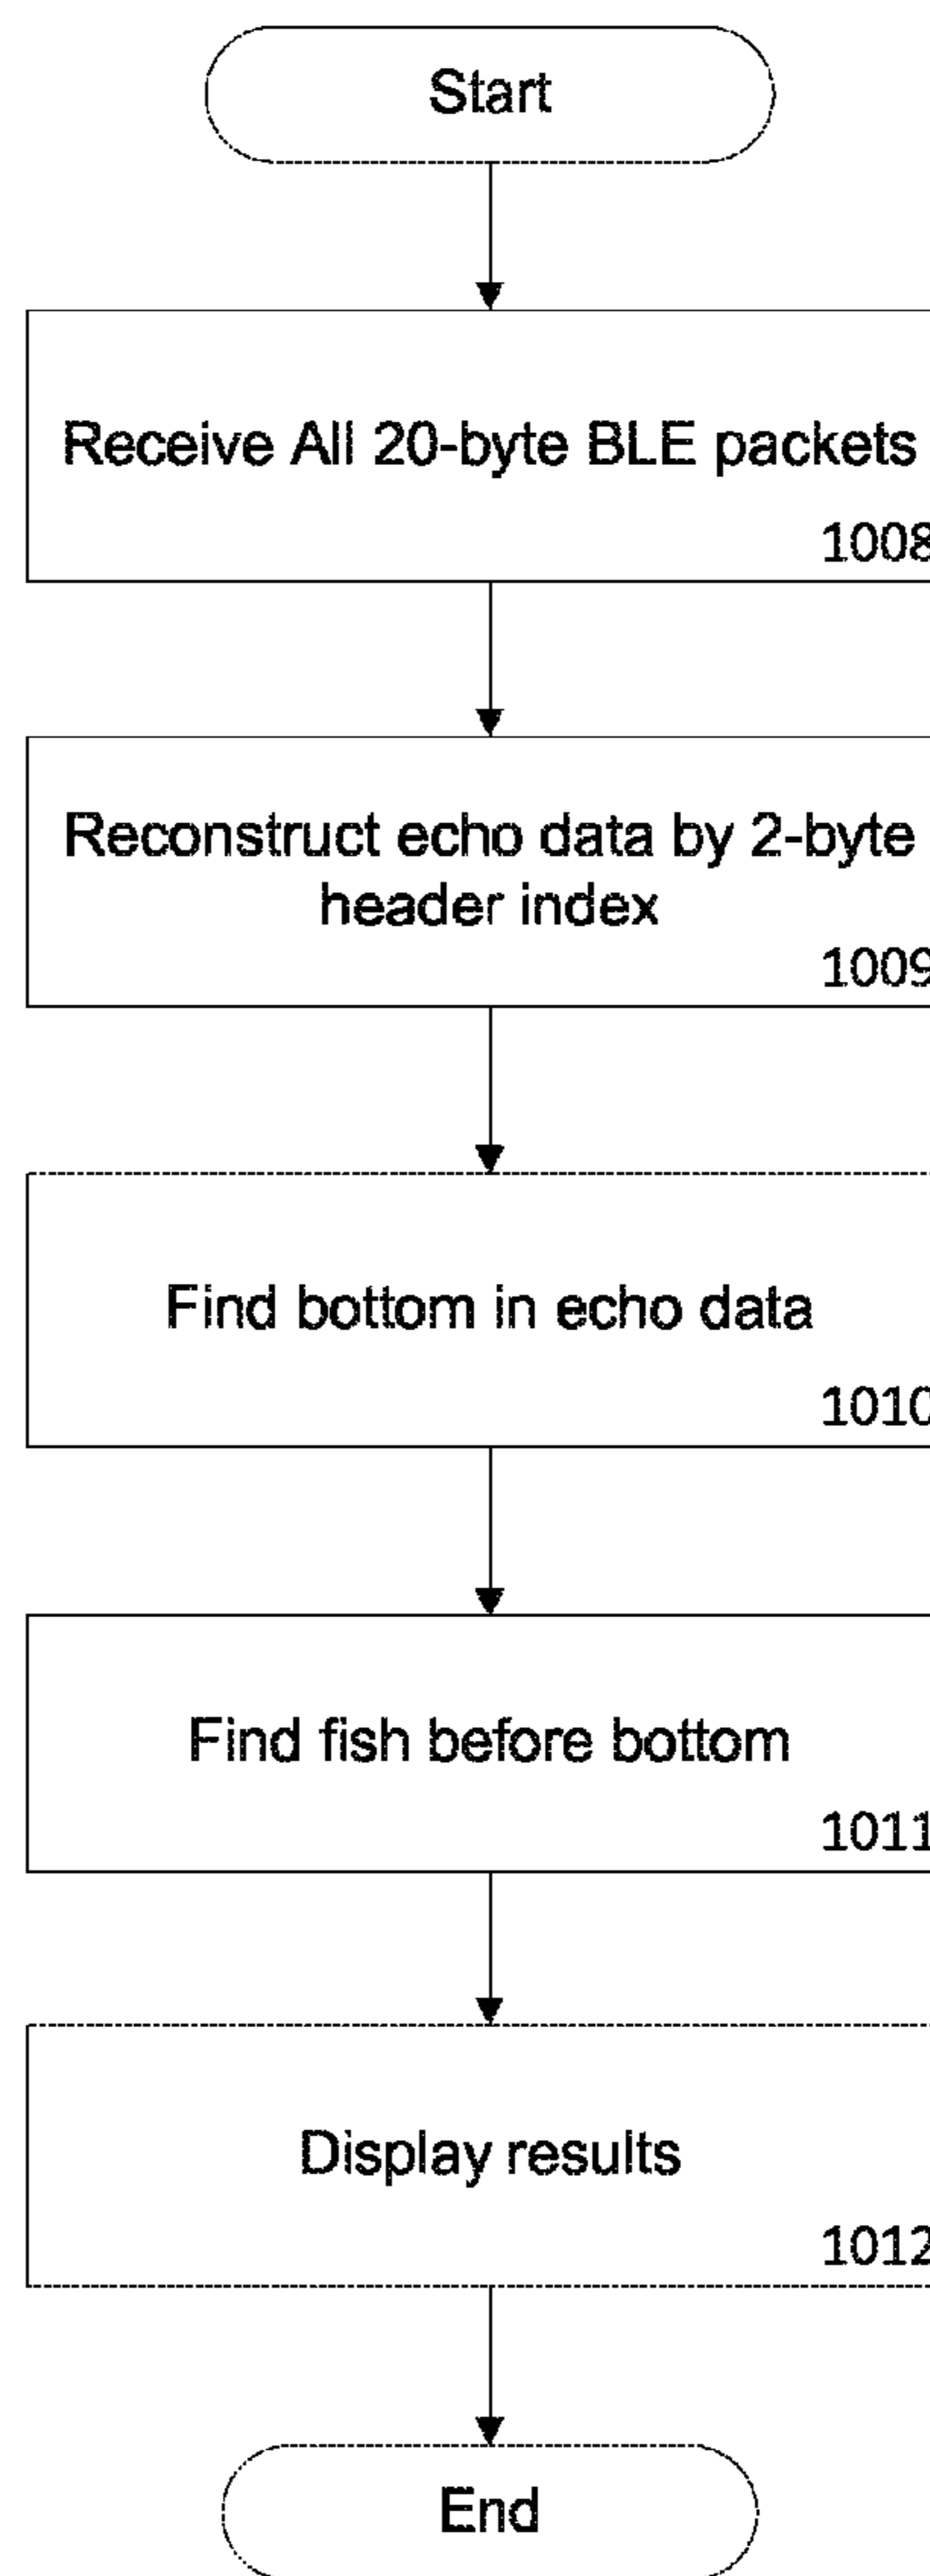 Start
Receive All 20-byte BLE packets
1008
Reconstruct echo data by 2-byte
header index
1009
Find bottom in echo data
1010
Find fish before bottom
1011
Display results
1012
End